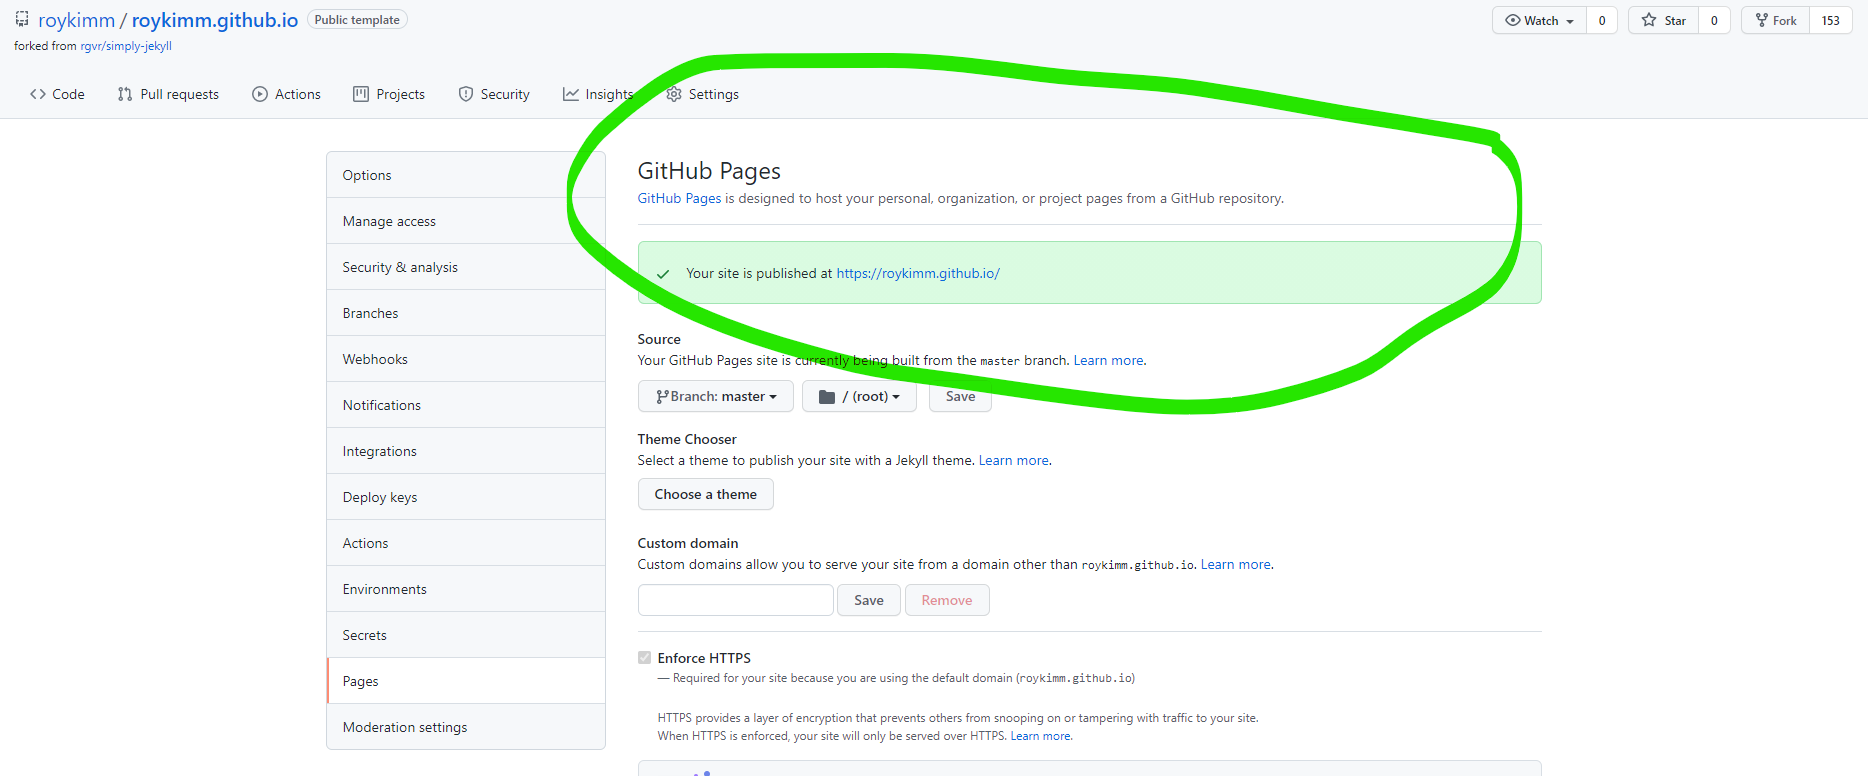 roykimm / roykimm.github.io Public template Watch 0 Star 0 Fork 153
forked from rgvr/simply-jekyll
Code Pull requests Actions Projects Security Insights Settings
Options
Manage access
Security & analysis
Branches
Webhooks
Notifications
Integrations
Deploy keys
Actions
Environments
Secrets
Pages
Moderation settings
GitHub Pages
GitHub Pages is designed to host your personal, organization, or project pages from a GitHub repository.
Your site is published at https://roykimm.github.io/
Source
Your GitHub Pages site is currently being built from the master branch. Learn more.
Branch: master / (root) Save
Theme Chooser
Select a theme to publish your site with a Jekyll theme. Learn more.
Choose a theme
Custom domain
Custom domains allow you to serve your site from a domain other than roykimm.github.io. Learn more.
Save Remove
Enforce HTTPS
— Required for your site because you are using the default domain (roykimm.github.io)
HTTPS provides a layer of encryption that prevents others from snooping on or tampering with traffic to your site.
When HTTPS is enforced, your site will only be served over HTTPS. Learn more.